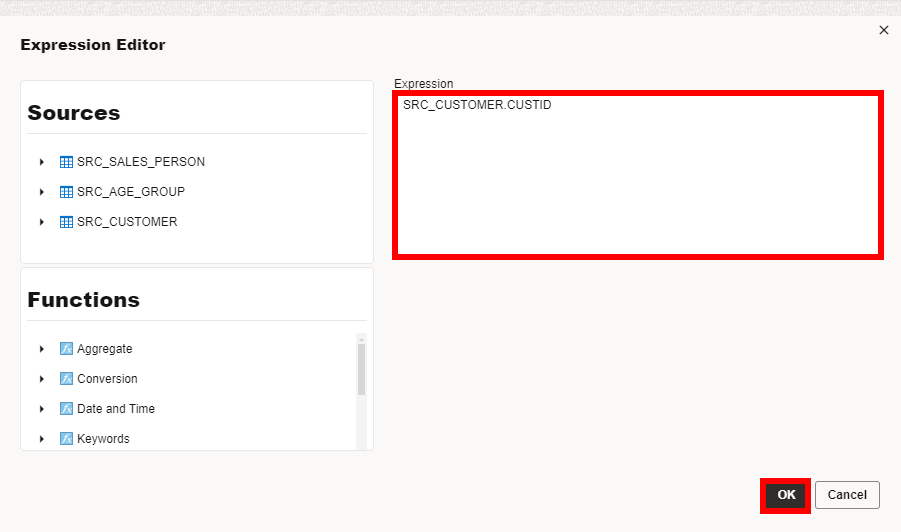 Expression Editor
Sources
SRC_SALES_PERSON
SRC_AGE_GROUP
SRC_CUSTOMER
Functions
Aggregate
Conversion
Date and Time
Keywords
Expression
SRC_CUSTOMER.CUSTID
OK
Cancel